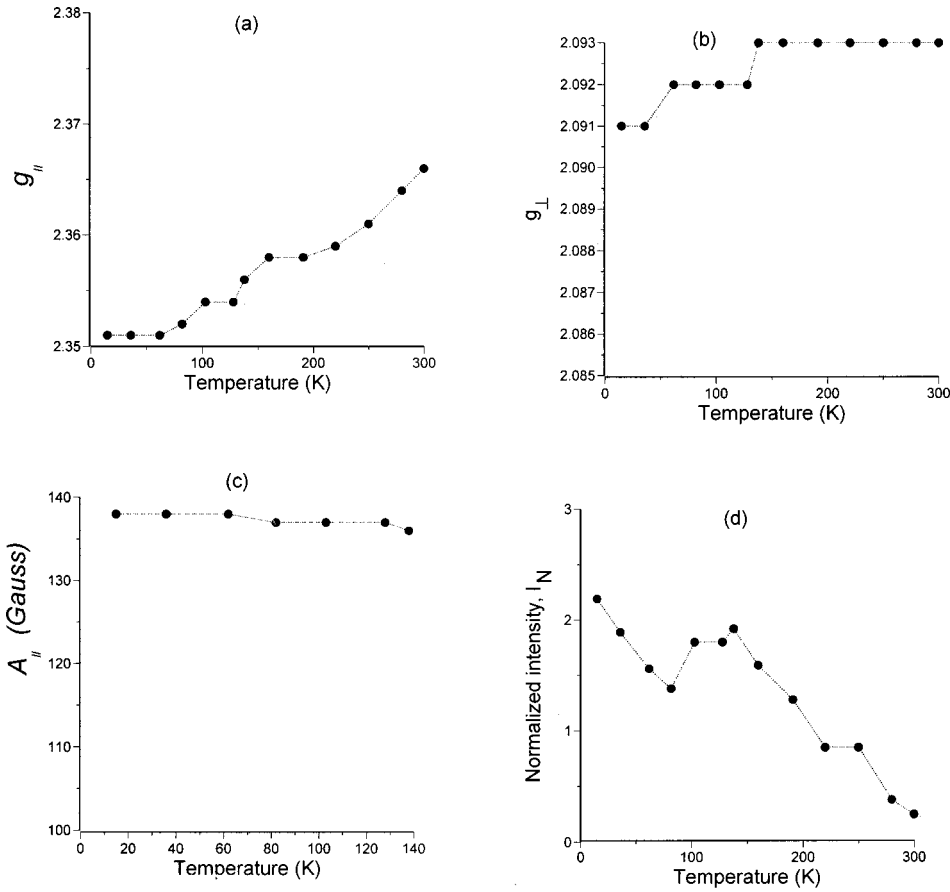 (a)
2.38
2.37
2.36
2.35
g //
0 100 200 300
Temperature (K)
(b)
2.093
2.092
2.091
2.090
2.089
2.088
2.087
2.086
2.085
g⊥
0 100 200 300
Temperature (K)
(c)
140
130
120
110
100
A // (Gauss)
0 20 40 60 80 100 120 140
Temperature (K)
(d)
3
2
1
0
Normalized intensity, I_N
0 100 200 300
Temperature (K)